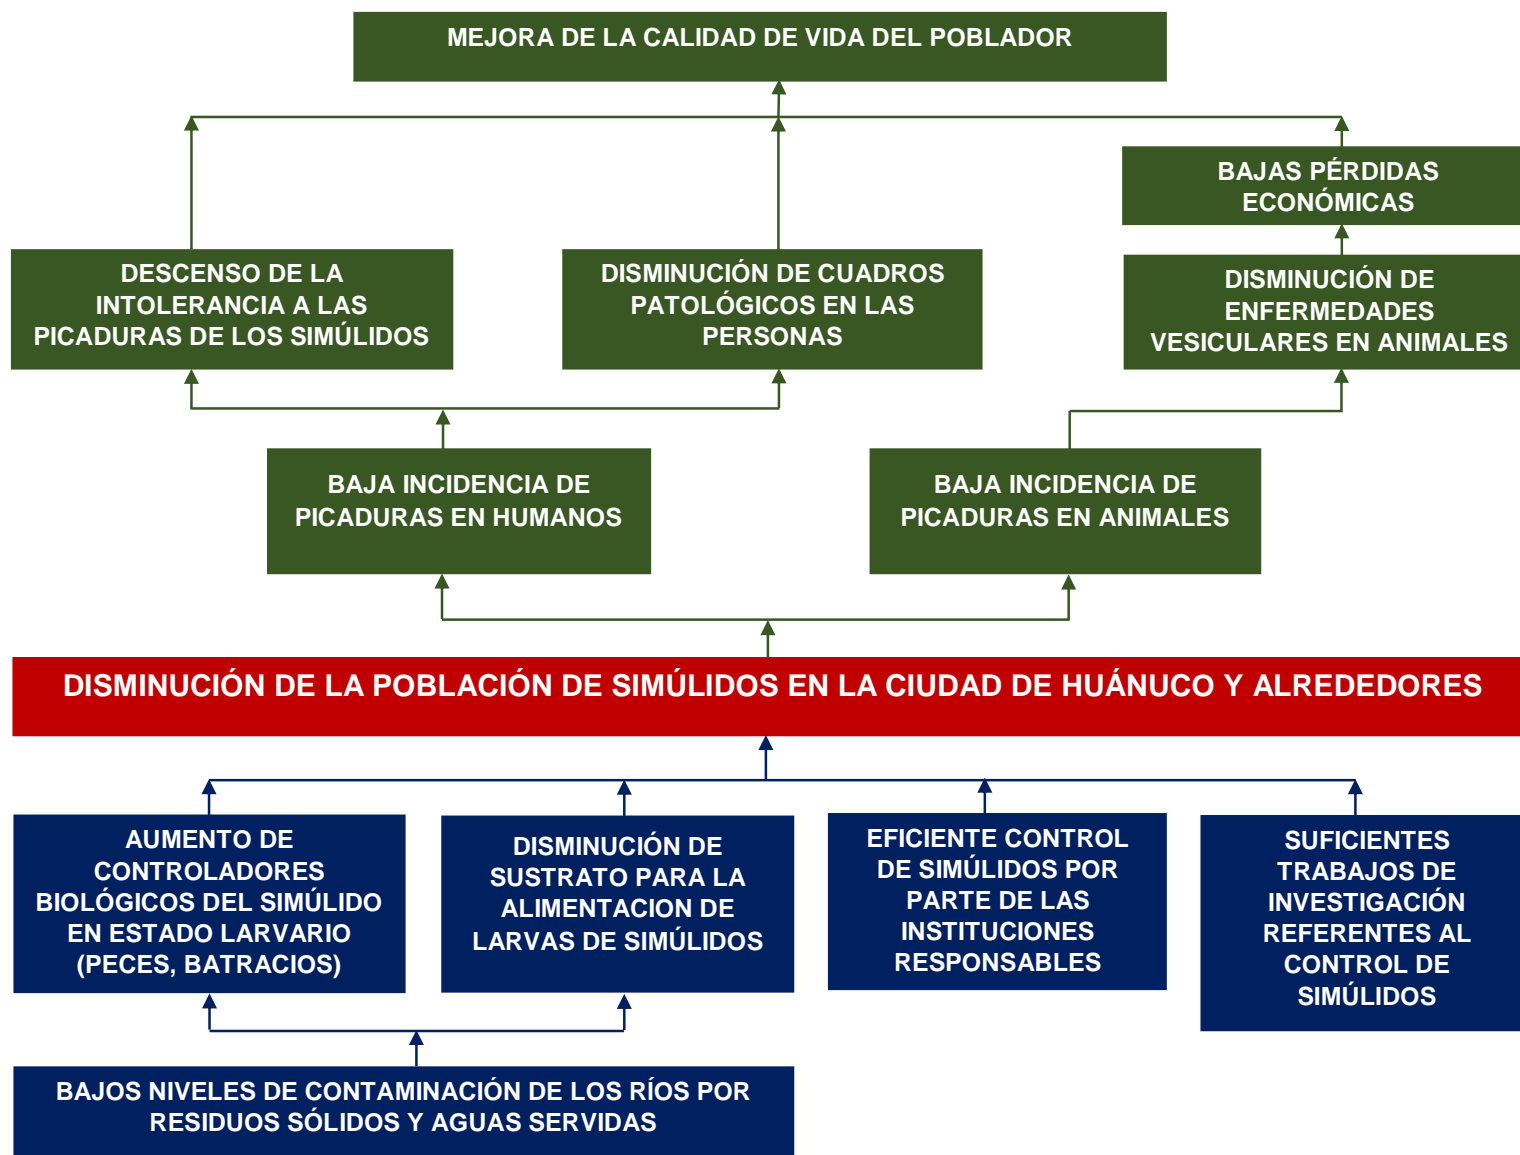 MEJORA DE LA CALIDAD DE VIDA DEL POBLADOR
BAJAS PÉRDIDAS
ECONÓMICAS
DESCENSO DE LA
INTOLERANCIA A LAS
PICADURAS DE LOS SIMÚLIDOS
DISMINUCIÓN DE CUADROS
PATOLÓGICOS EN LAS
PERSONAS
DISMINUCIÓN DE
ENFERMEDADES
VESICULARES EN ANIMALES
BAJA INCIDENCIA DE
PICADURAS EN HUMANOS
BAJA INCIDENCIA DE
PICADURAS EN ANIMALES
DISMINUCIÓN DE LA POBLACIÓN DE SIMÚLIDOS EN LA CIUDAD DE HUÁNUCO Y ALREDEDORES
AUMENTO DE
CONTROLADORES
BIOLÓGICOS DEL SIMÚLIDO
EN ESTADO LARVARIO
(PECES, BATRACIOS)
DISMINUCIÓN DE
SUSTRATO PARA LA
ALIMENTACION DE
LARVAS DE SIMÚLIDOS
EFICIENTE CONTROL
DE SIMÚLIDOS POR
PARTE DE LAS
INSTITUCIONES
RESPONSABLES
SUFICIENTES
TRABAJOS DE
INVESTIGACIÓN
REFERENTES AL
CONTROL DE
SIMÚLIDOS
BAJOS NIVELES DE CONTAMINACIÓN DE LOS RÍOS POR
RESIDUOS SÓLIDOS Y AGUAS SERVIDAS